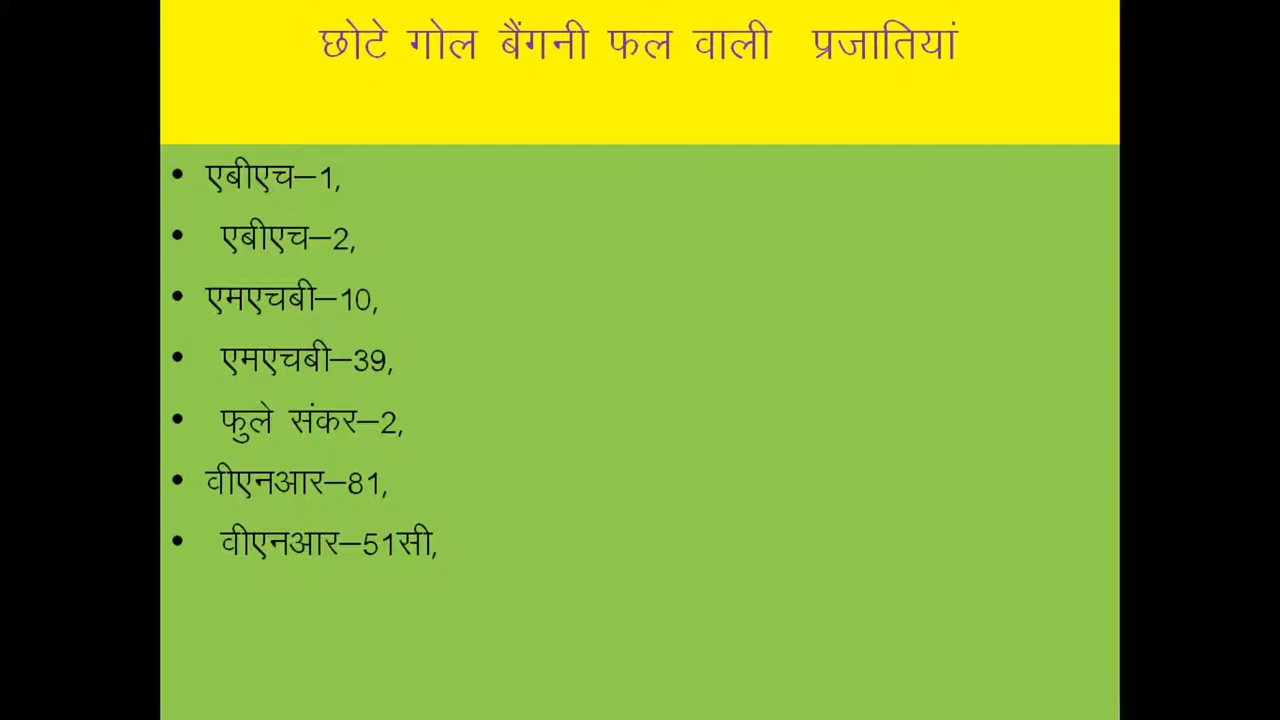 छोटे गोल बैंगनी फल वाली प्रजातियां
• एबीएच–1,
• एबीएच–2,
• एमएचबी–10,
• एमएचबी–39,
• फुले संकर–2,
• वीएनआर–81,
• वीएनआर–51सी,